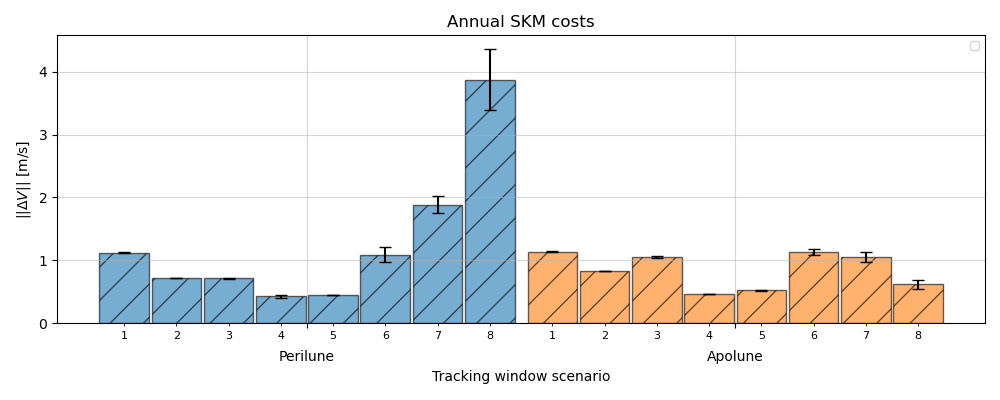 Annual SKM costs
||ΔV|| [m/s]
4
3
2
1
0
1 2 3 4 5 6 7 8 1 2 3 4 5 6 7 8
Perilune Apolune
Tracking window scenario